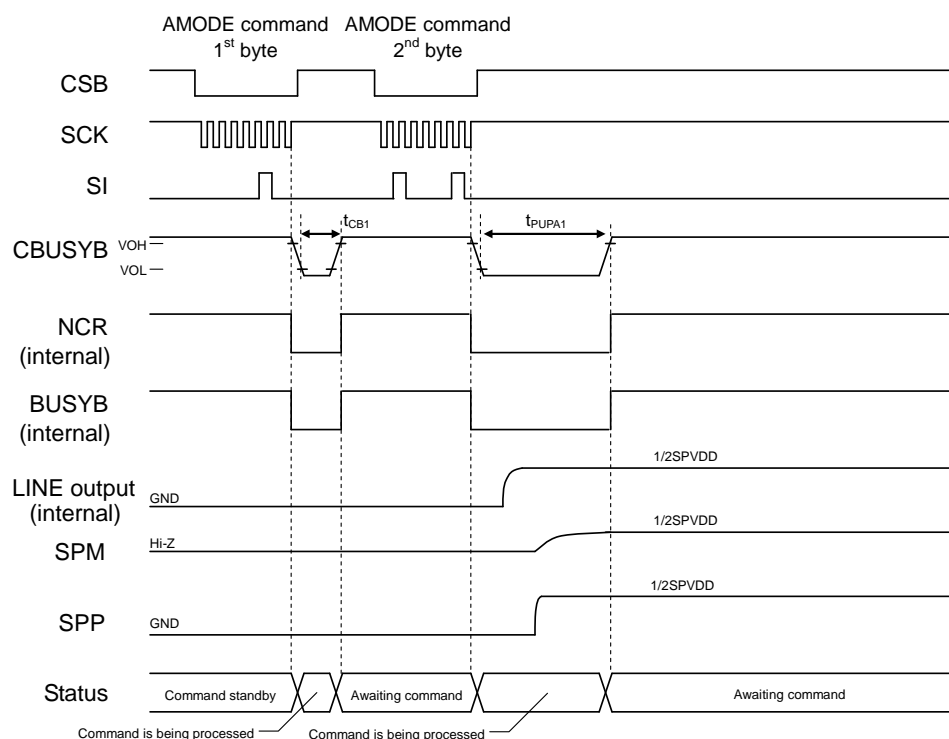 AMODE command
1st byte
AMODE command
2nd byte
CSB
SCK
SI
tCB1
tPUPA1
CBUSYB
VOH
VOL
NCR
(internal)
BUSYB
(internal)
1/2SPVDD
LINE output
(internal)
GND
1/2SPVDD
SPM
Hi-Z
1/2SPVDD
SPP
GND
Status
Command standby
Awaiting command
Awaiting command
Command is being processed
Command is being processed